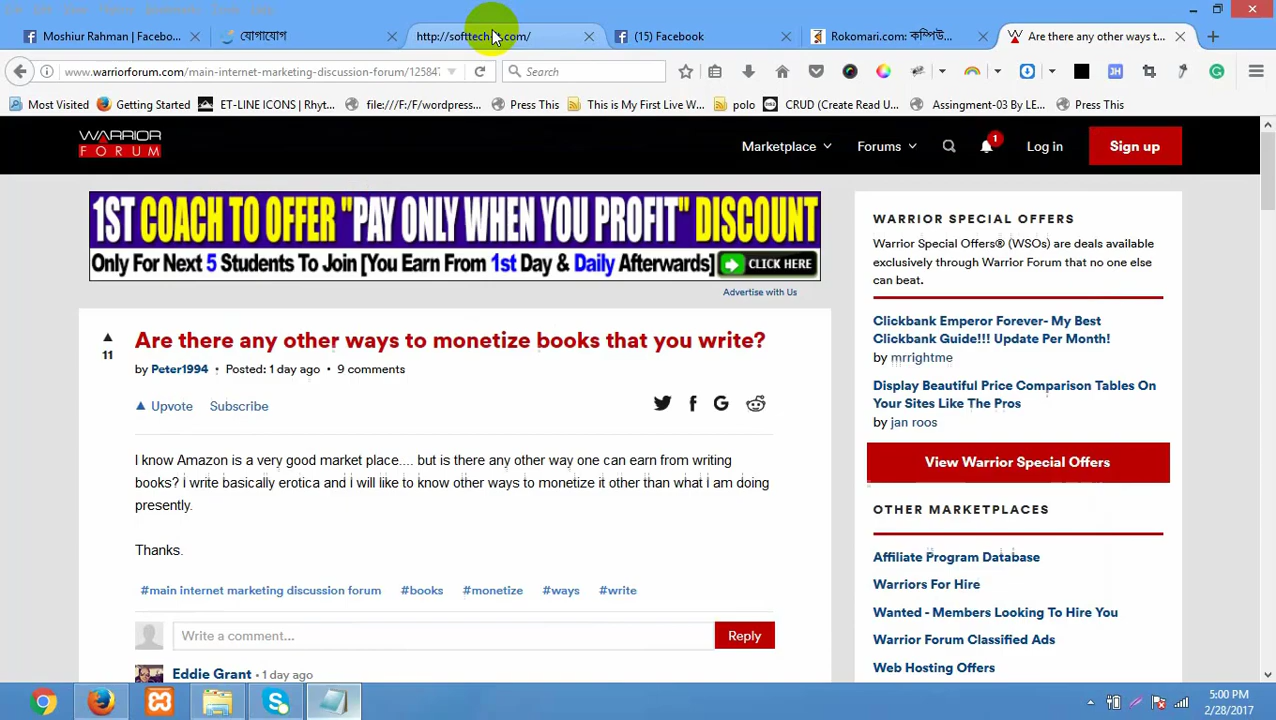 Moshiur Rahman | Facebo...
যোগাযোগ
(15) Facebook
Rokomari.com: কম্পিউ...
Are there any other ways t...
www.warriorforum.com/main-internet-marketing-discussion-forum/12584
Search
Most Visited
Getting Started
ET-LINE ICONS | Rhyt...
file:///F:/F/wordpress...
Press This
This is My First Live W...
polo
CRUD (Create Read U...
Assingment-03 By LE...
Press This
WARRIOR
FORUM
Marketplace
Forums
1
Log in
Sign up
1ST COACH TO OFFER "PAY ONLY WHEN YOU PROFIT" DISCOUNT
Only For Next 5 Students To Join [You Earn From 1st Day & Daily Afterwards] CLICK HERE
Advertise with Us
WARRIOR SPECIAL OFFERS
Warrior Special Offers® (WSOs) are deals available
exclusively through Warrior Forum that no one else
can beat.
Clickbank Emperor Forever- My Best
Clickbank Guide!!! Update Per Month!
by mrrightme
Display Beautiful Price Comparison Tables On
Your Sites Like The Pros
by jan roos
View Warrior Special Offers
OTHER MARKETPLACES
Affiliate Program Database
Warriors For Hire
Wanted - Members Looking To Hire You
Warrior Forum Classified Ads
Web Hosting Offers
Are there any other ways to monetize books that you write?
11
by Peter1994 • Posted: 1 day ago • 9 comments
Upvote
Subscribe
I know Amazon is a very good market place.... but is there any other way one can earn from writing
books? I write basically erotica and i will like to know other ways to monetize it other than what i am doing
presently.
Thanks.
#main internet marketing discussion forum
#books
#monetize
#ways
#write
Write a comment...
Reply
Eddie Grant • 1 day ago
5:00 PM
2/28/2017